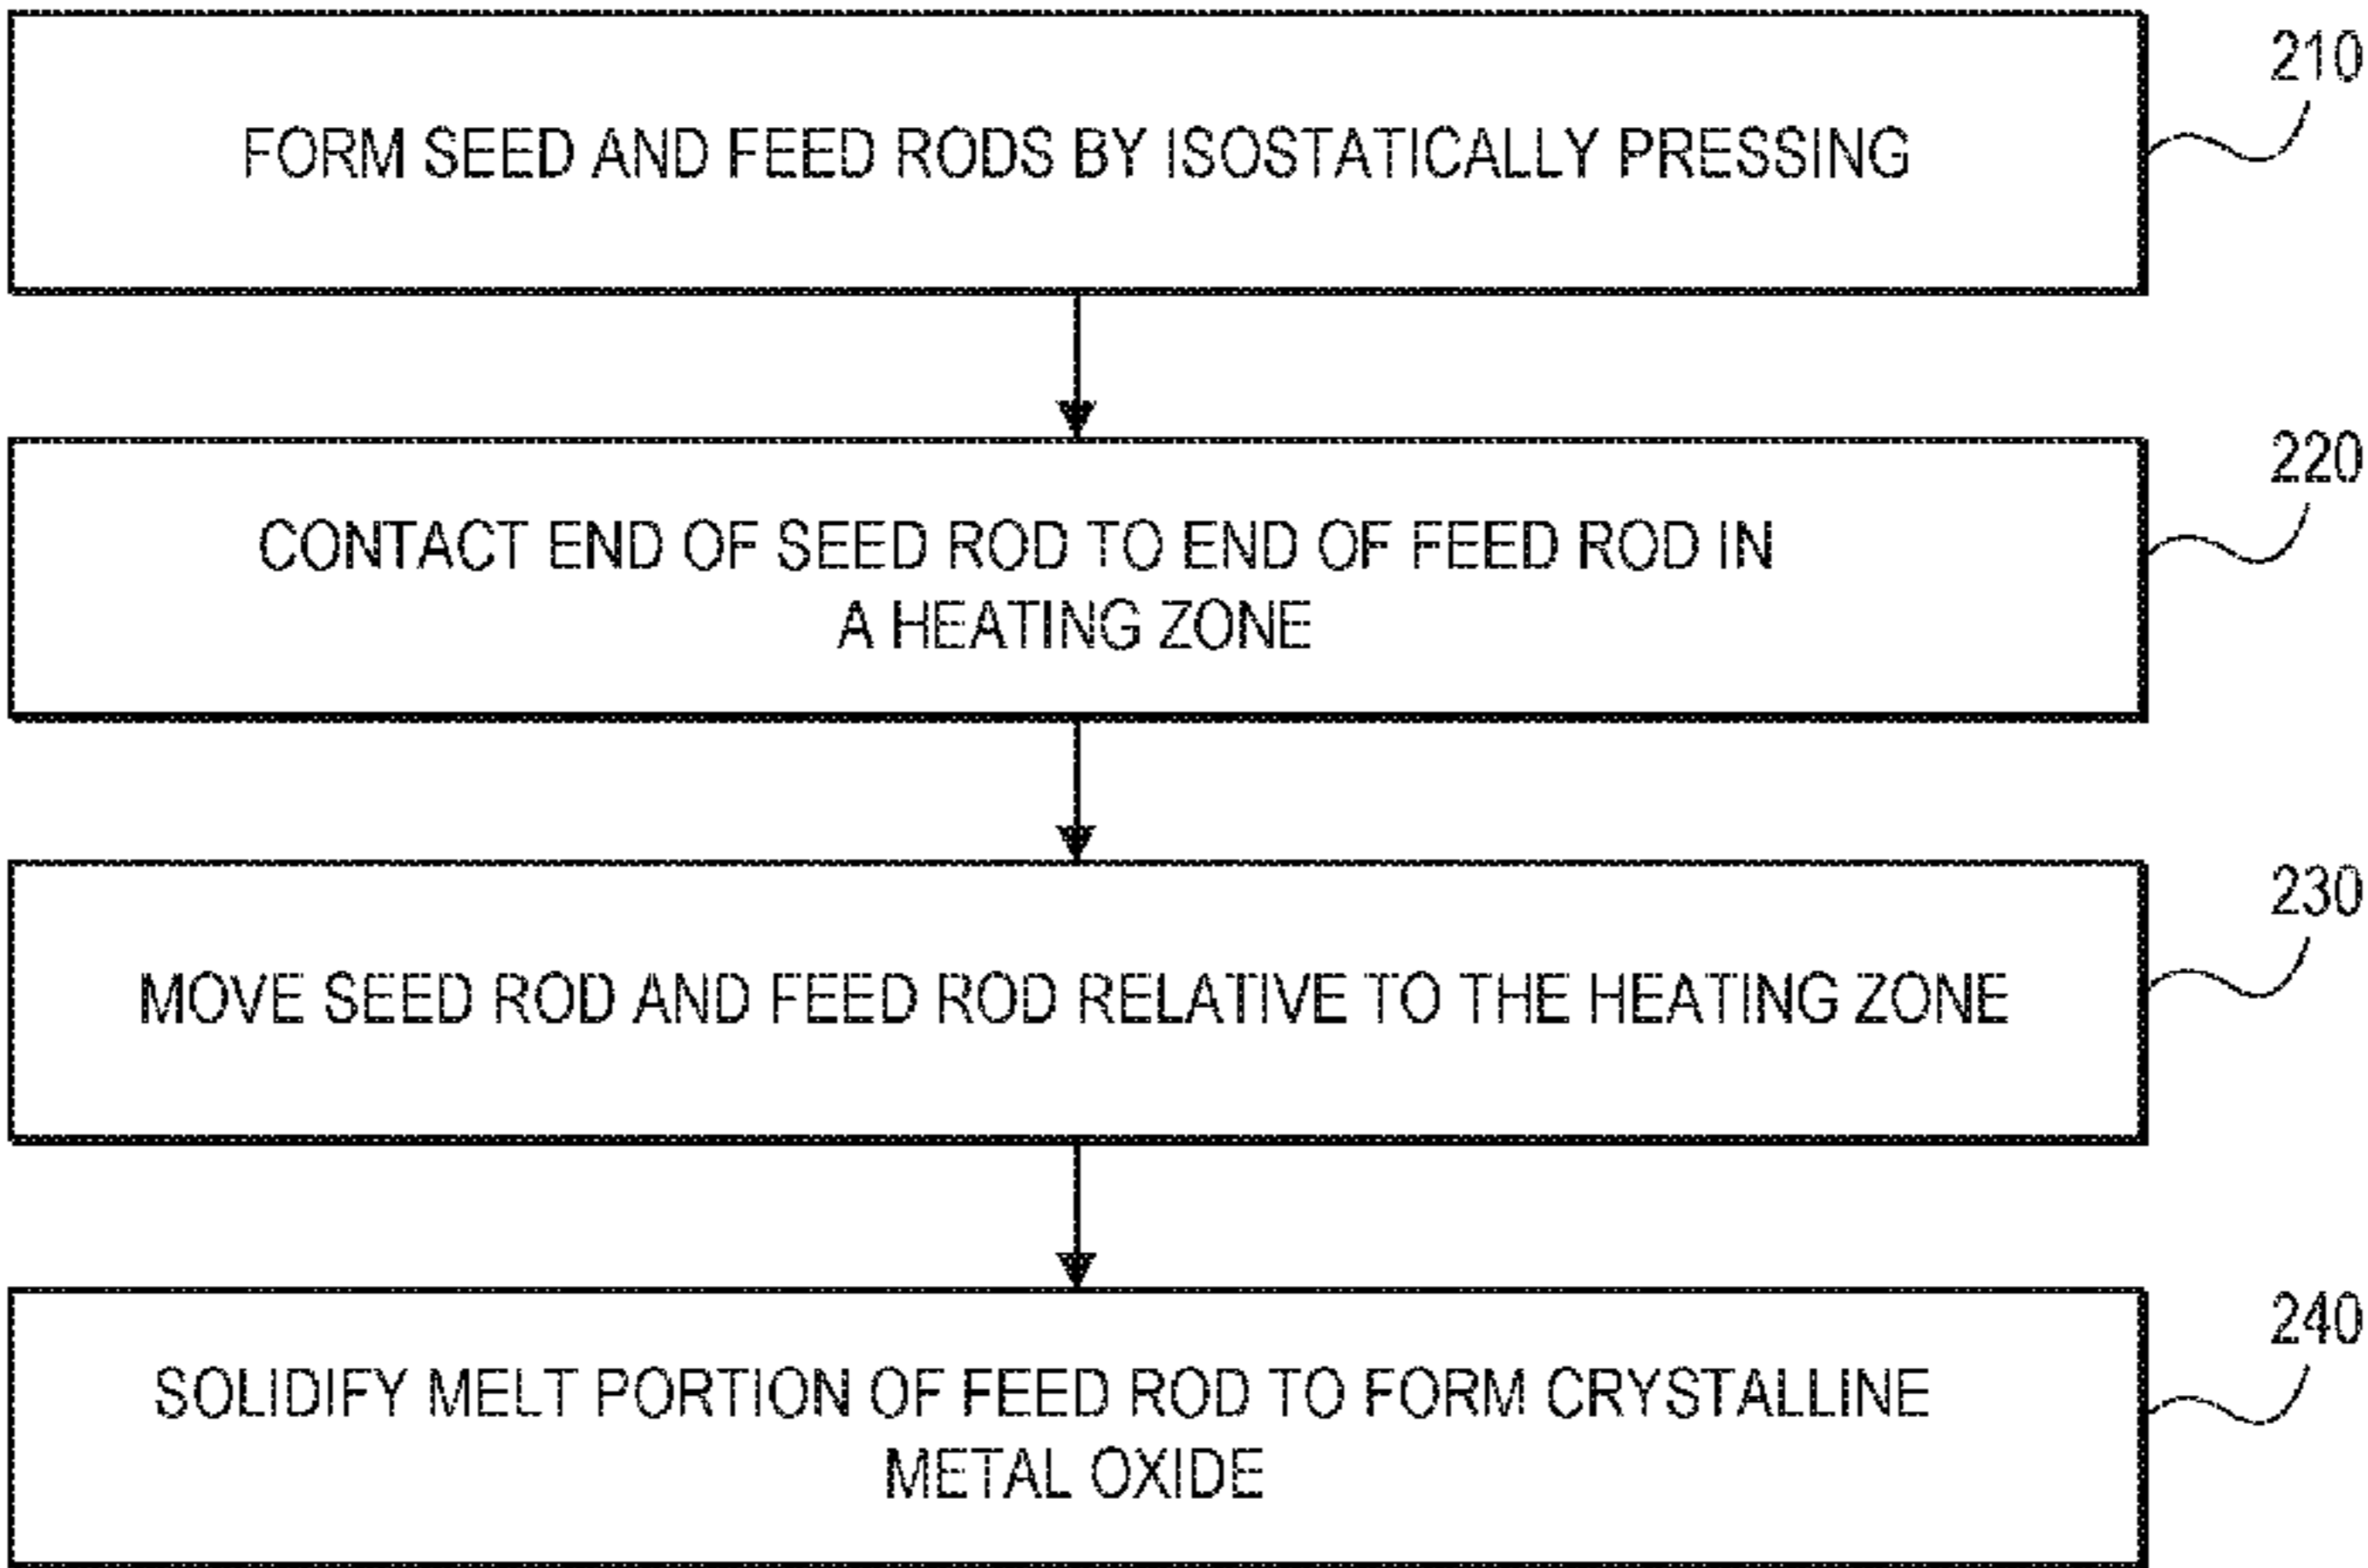 210
FORM SEED AND FEED RODS BY ISOSTATICALLY PRESSING
220
CONTACT END OF SEED ROD TO END OF FEED ROD IN
A HEATING ZONE
230
MOVE SEED ROD AND FEED ROD RELATIVE TO THE HEATING ZONE
240
SOLIDIFY MELT PORTION OF FEED ROD TO FORM CRYSTALLINE
METAL OXIDE